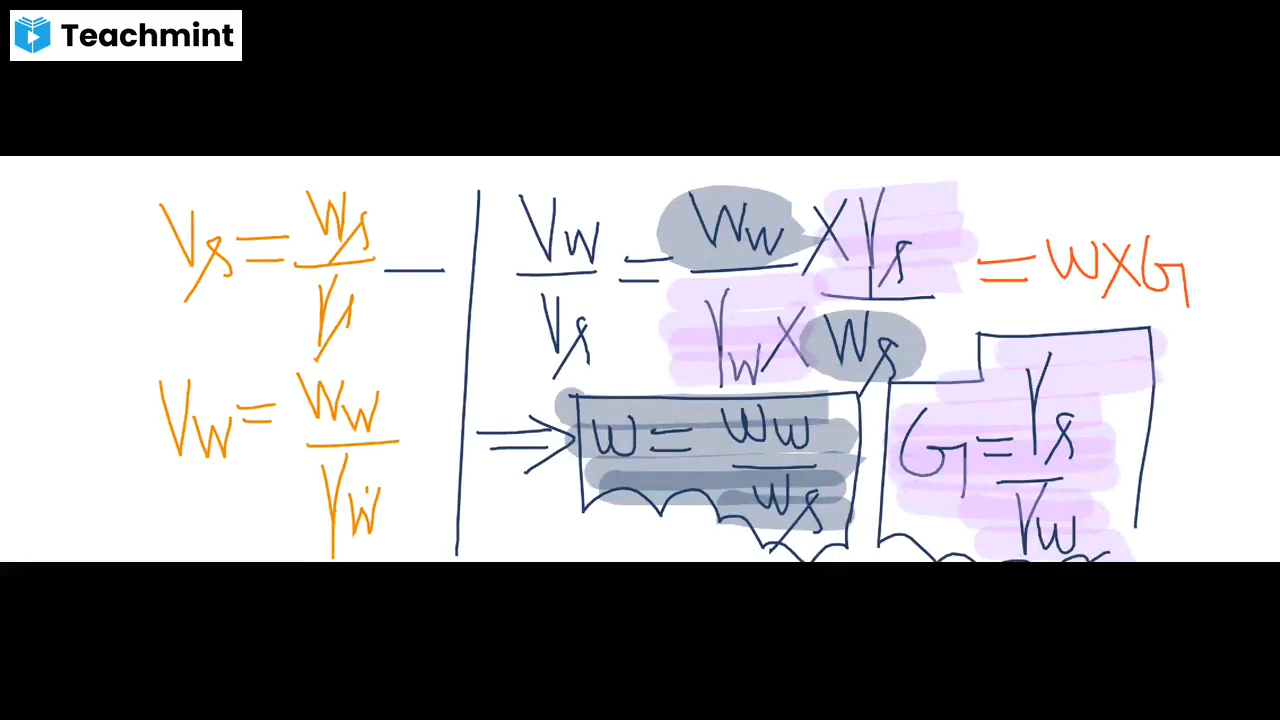 Teachmint
Vs = Ws / γs —
Vw = Ww / γw
Vw / Vs = Ww × γs / γw × Ws = w × G
⇒ w = Ww / Ws
G = γs / γw